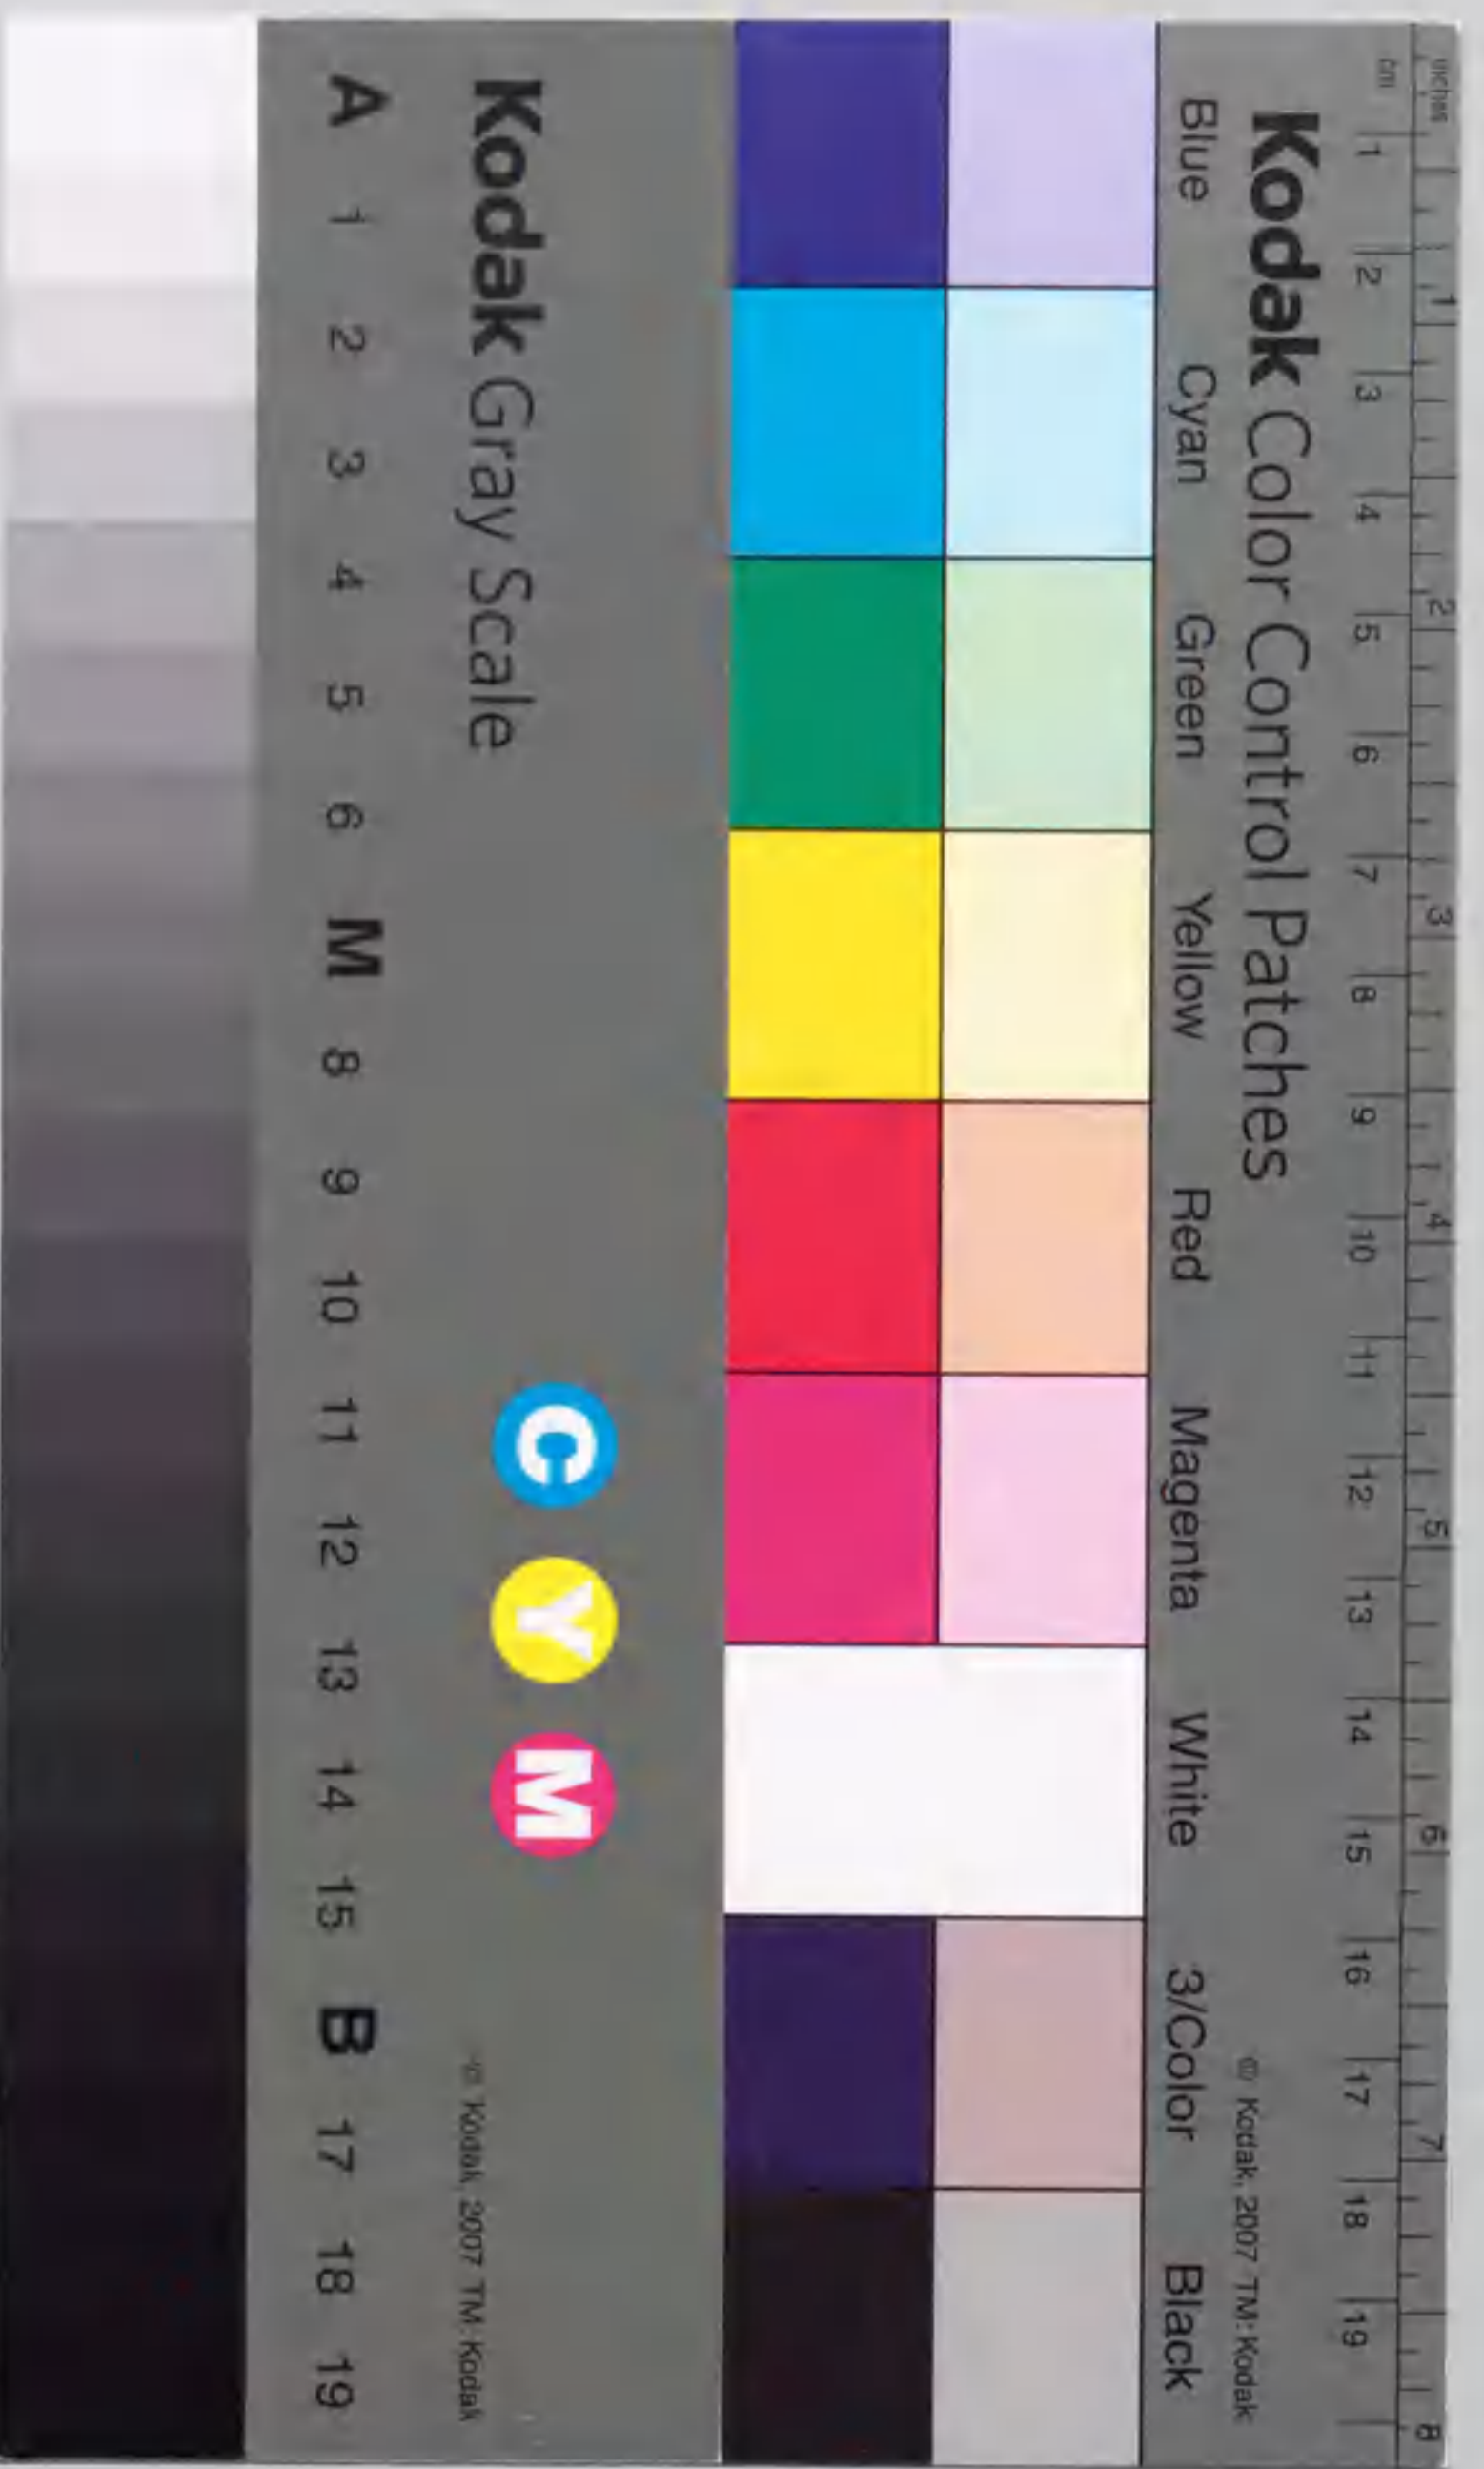 inches 1 2 3 4 5 6 7 8
cm 1 2 3 4 5 6 7 8 9 10 11 12 13 14 15 16 17 18 19
Kodak Color Control Patches
© Kodak, 2007 TM: Kodak
Blue Cyan Green Yellow Red Magenta White 3/Color Black
C Y M
Kodak Gray Scale
© Kodak, 2007 TM: Kodak
A 1 2 3 4 5 6 M 8 9 10 11 12 13 14 15 B 17 18 19